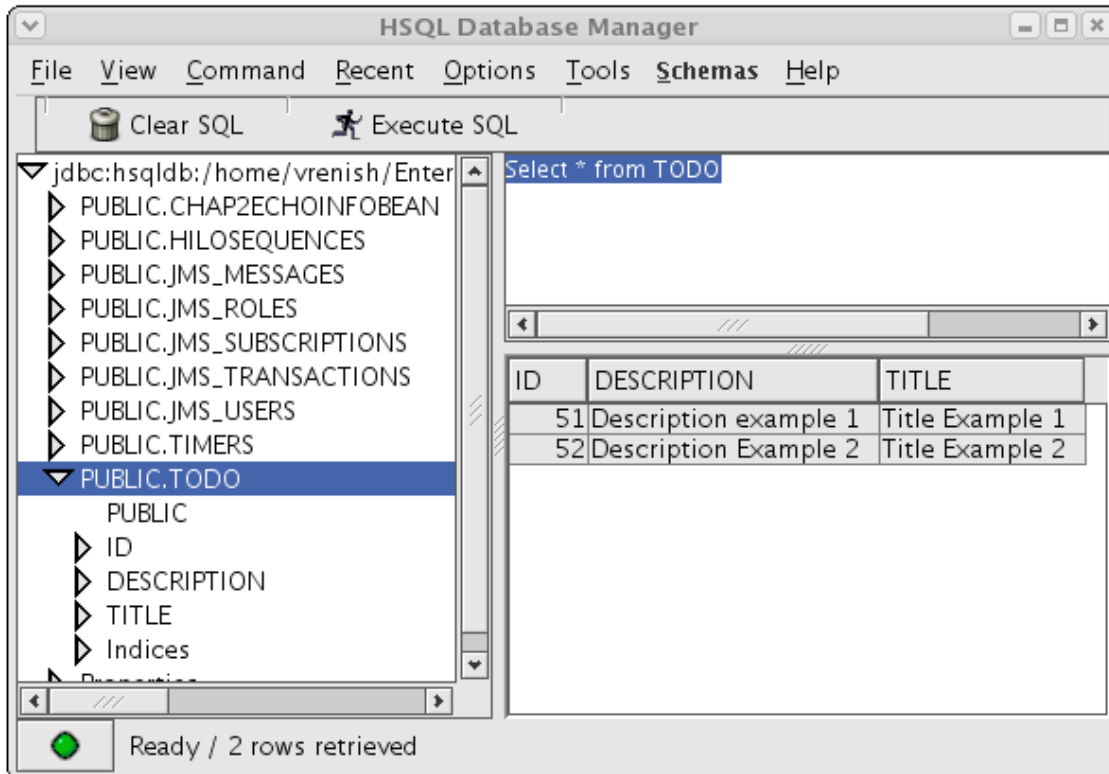 HSQL Database Manager
File View Command Recent Options Tools Schemas Help
Clear SQL Execute SQL
jdbc:hsqldb:/home/vrenish/Enter
PUBLIC.CHAP2ECHOINFOBEAN
PUBLIC.HILOSEQUENCES
PUBLIC.JMS_MESSAGES
PUBLIC.JMS_ROLES
PUBLIC.JMS_SUBSCRIPTIONS
PUBLIC.JMS_TRANSACTIONS
PUBLIC.JMS_USERS
PUBLIC.TIMERS
PUBLIC.TODO
PUBLIC
ID
DESCRIPTION
TITLE
Indices
Properties
Select * from TODO
ID DESCRIPTION TITLE
51 Description example 1 Title Example 1
52 Description Example 2 Title Example 2
Ready / 2 rows retrieved